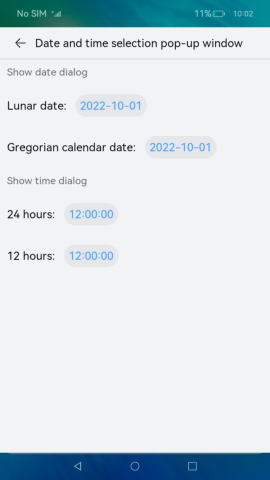 No SIM 11% 10:02
Date and time selection pop-up window
Show date dialog
Lunar date: 2022-10-01
Gregorian calendar date: 2022-10-01
Show time dialog
24 hours: 12:00:00
12 hours: 12:00:00